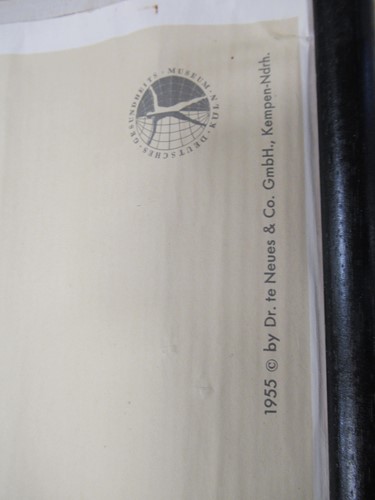 DEUTSCHES · GESUNDHEITS · MUSEUM · KÖLN ·
1955 © by Dr. te Neues & Co. GmbH., Kempen-Ndrh.